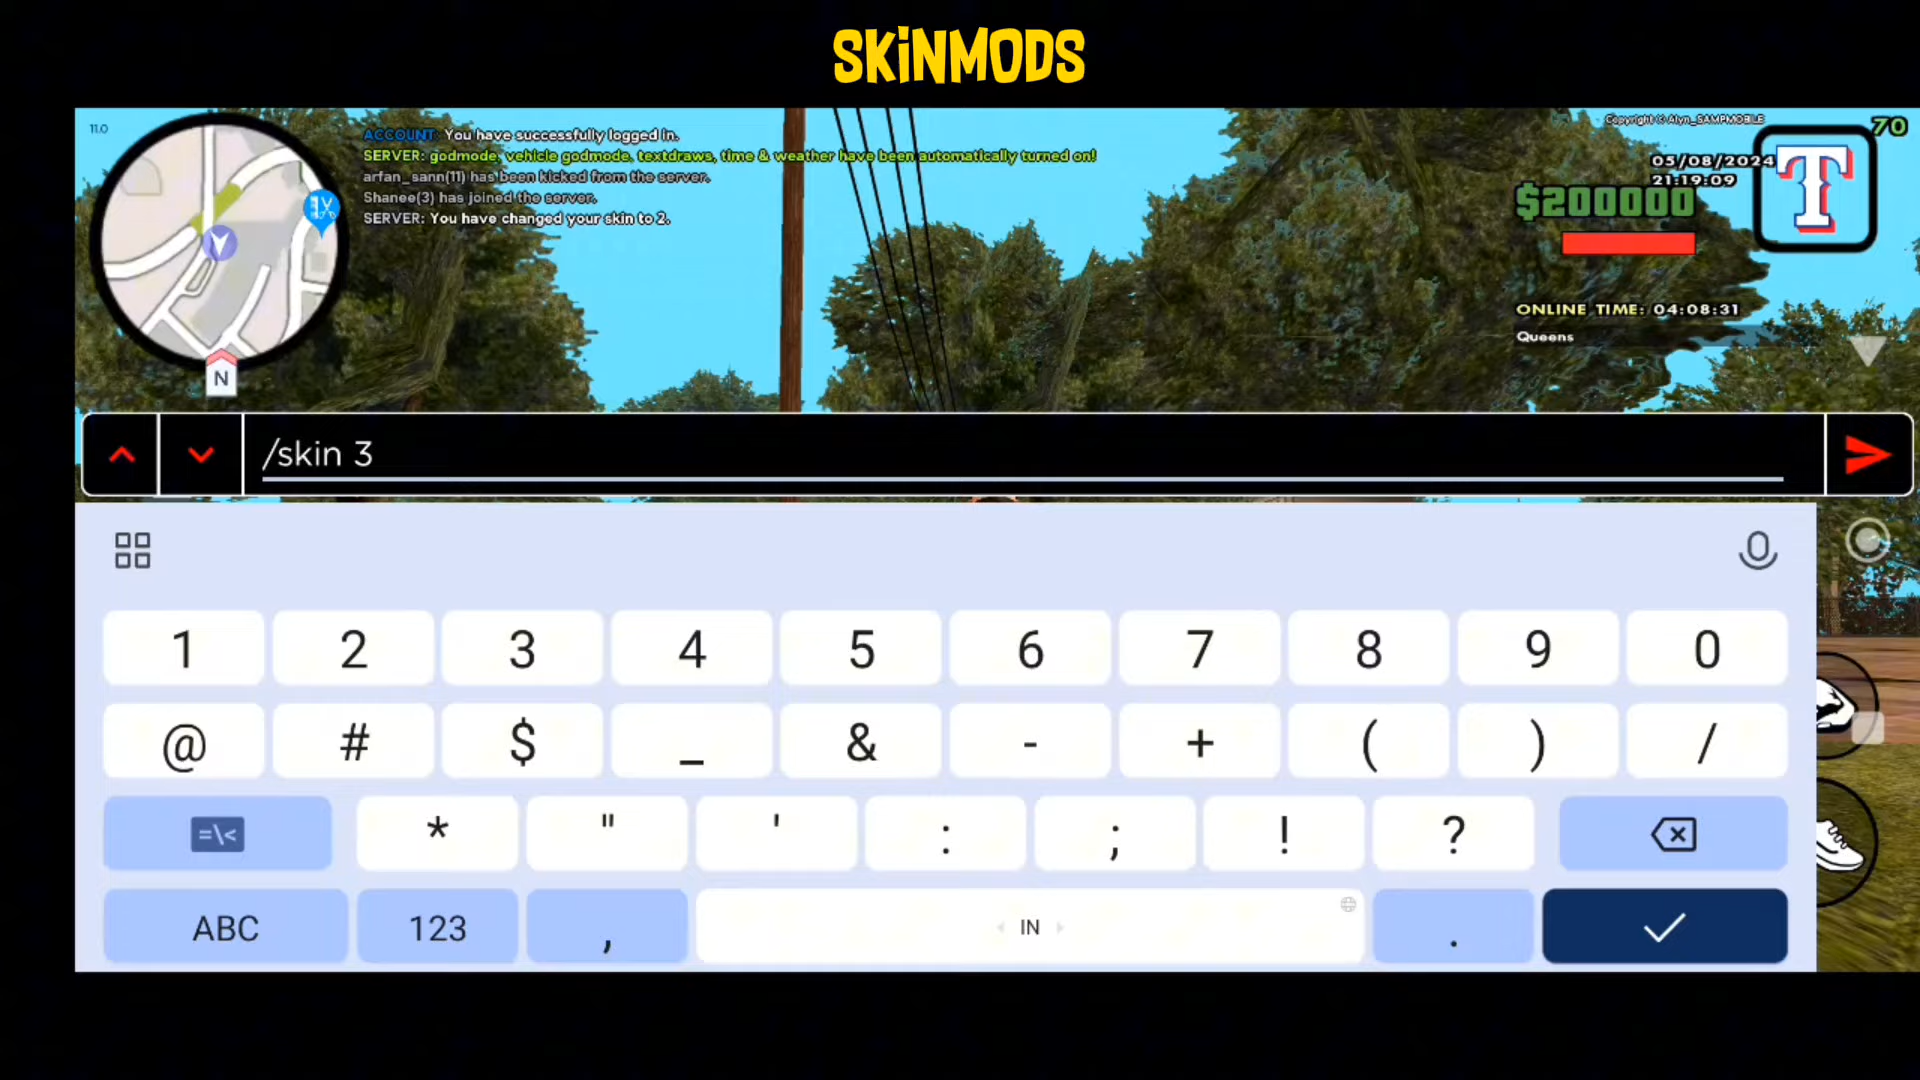 SKiNMODS
11.0
ACCOUNT: You have successfully logged in.
SERVER: godmode, vehicle godmode, textdraws, time & weather have been automatically turned on!
arfan_sann(11) has been kicked from the server.
Shanee(3) has joined the server.
SERVER: You have changed your skin to 2.
Copyright © Alyn_SAMPMOBILE
70
05/08/2024
21:19:09
$200000
T
ONLINE TIME: 04:08:31
Queens
N
/skin 3
1 2 3 4 5 6 7 8 9 0
@ # $ _ & - + ( ) /
=\< * " ' : ; ! ?
ABC 123 , IN .